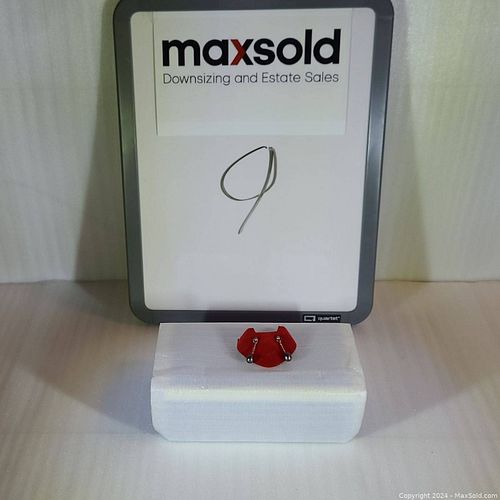 maxsold
Downsizing and Estate Sales
9
quartet
Copyright © 2024 - MaxSold.com